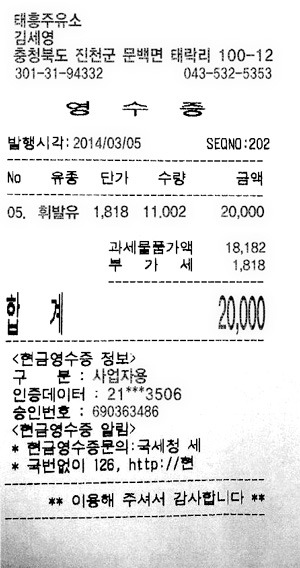 태흥주유소
김세영
충청북도 진천군 문백면 태락리 100-12
301-31-94332 043-532-5353
영 수 증
발행시각: 2014/03/05 SEQNO:202
No 유종 단가 수량 금액
05. 휘발유 1,818 11,002 20,000
과세물품가액 18,182
부 가 세 1,818
합 계 20,000
<현금영수증 정보>
구 분 : 사업자용
인증데이터 : 21***3506
승인번호 : 690363486
<현금영수증 알림>
* 현금영수증문의:국세청 세
* 국번없이 126, http://현
** 이용해 주셔서 감사합니다 **